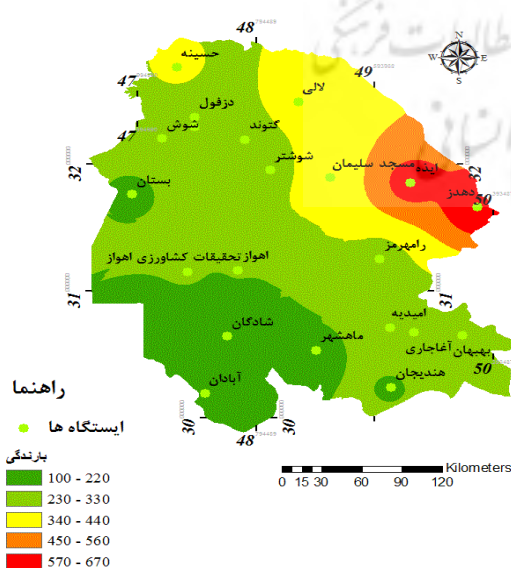 مطالعات فرهنگی
انسانی
48
حسینه
N
W E
S
47
49
لالی
دزفول
47
شوش
گتوند
شوشتر
32
مسجد سلیمان
ایذه
32
بستان
دهدز
50
رامهرمز
اهواز
تحقیقات کشاورزی اهواز
31
31
امیدیه
شادگان
ماهشهر
آغاجاری
بهبهان
50
هندیجان
آبادان
30
48
30
راهنما
ایستگاه ها
بارندگی
100 - 220
230 - 330
340 - 440
450 - 560
570 - 670
Kilometers
0 15 30 60 90 120